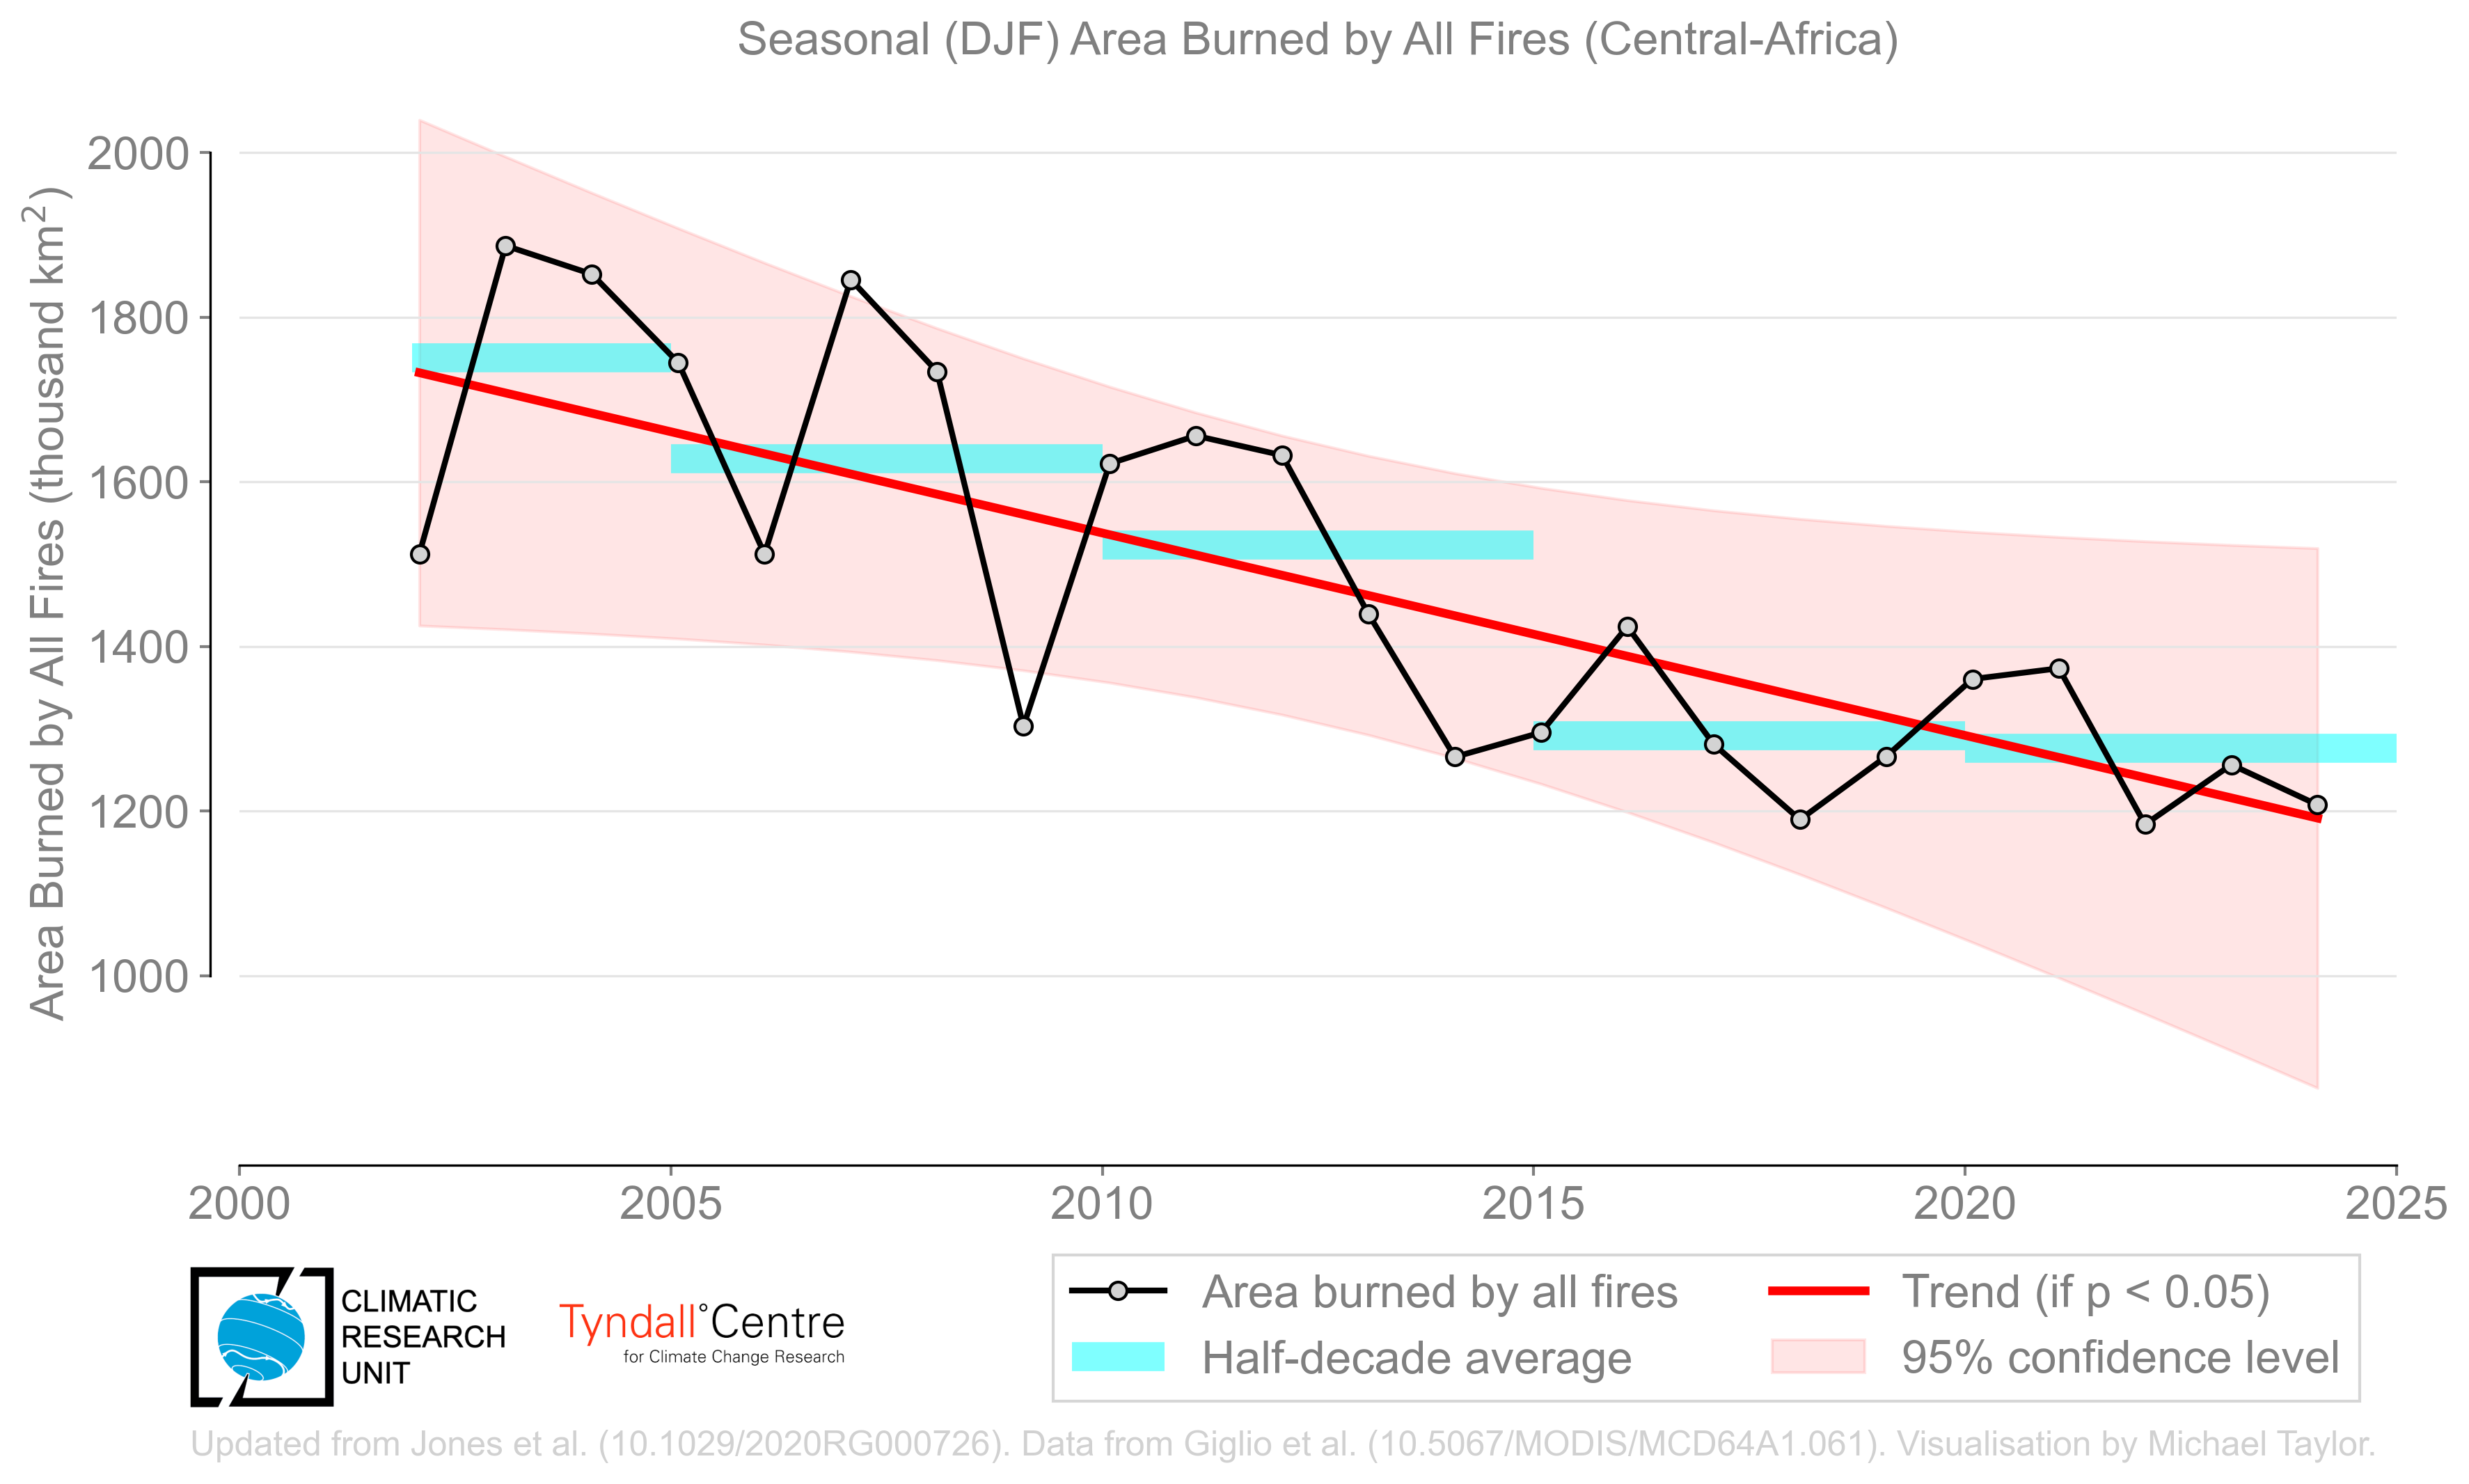 Seasonal (DJF) Area Burned by All Fires (Central-Africa)
Area Burned by All Fires (thousand km²)
2000
1800
1600
1400
1200
1000
2000 2005 2010 2015 2020 2025
CLIMATIC
RESEARCH
UNIT
Tyndall°Centre
for Climate Change Research
Area burned by all fires
Half-decade average
Trend (if p < 0.05)
95% confidence level
Updated from Jones et al. (10.1029/2020RG000726). Data from Giglio et al. (10.5067/MODIS/MCD64A1.061). Visualisation by Michael Taylor.